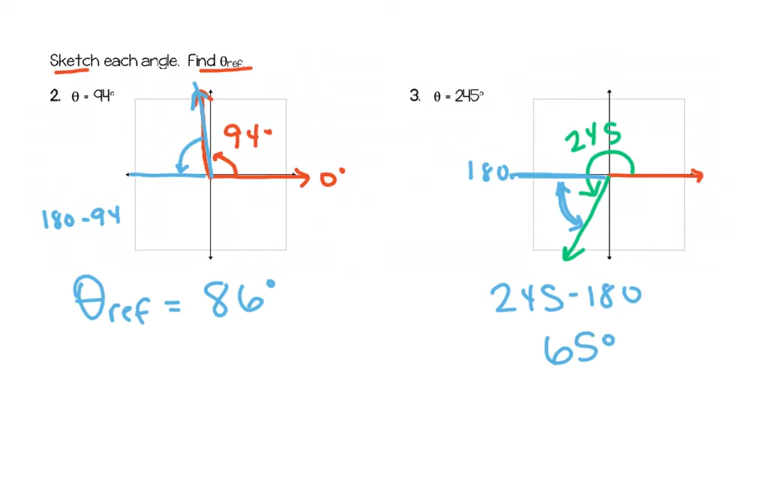 Sketch each angle. Find θref.
2. θ = 94°
94°
0°
180-94
θref = 86°
3. θ = 245°
245
180
245-180
65°